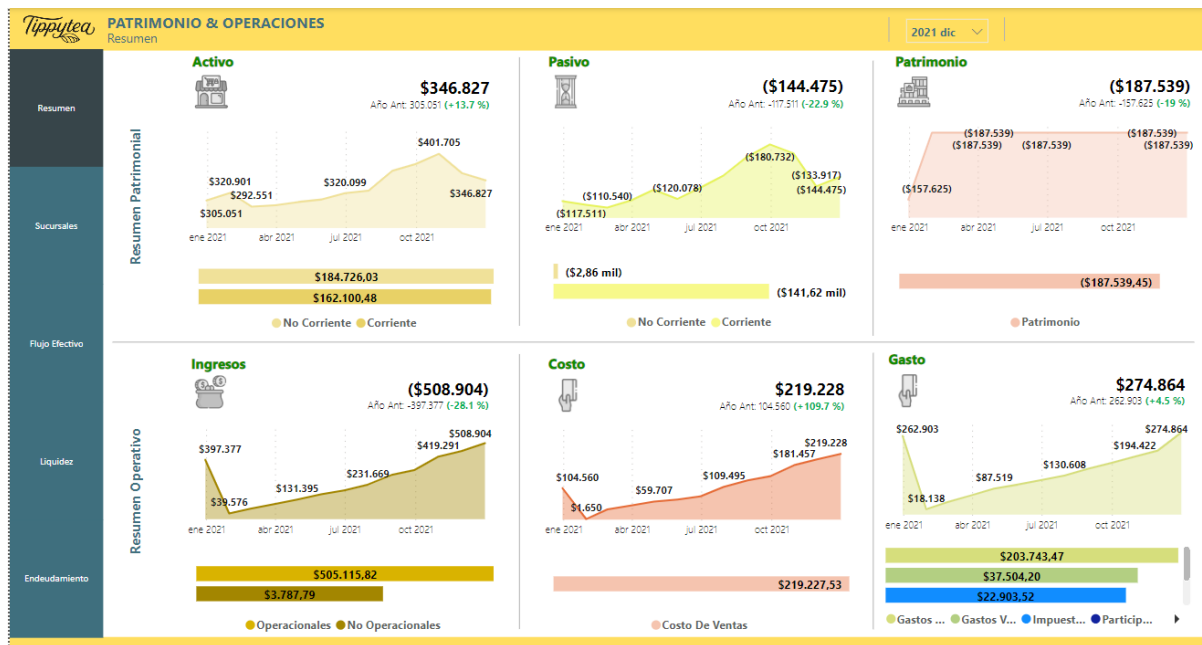 Tippytea
PATRIMONIO & OPERACIONES
Resumen
2021 dic
Resumen
Sucursales
Flujo Efectivo
Liquidez
Endeudamiento
Resumen Patrimonial
Activo
$346.827
Año Ant: 305.051 (+13.7 %)
$401.705
$320.901
$320.099
$292.551
$346.827
$305.051
ene 2021 abr 2021 jul 2021 oct 2021
$184.726,03
$162.100,48
No Corriente Corriente
Pasivo
($144.475)
Año Ant: -117.511 (-22.9 %)
($180.732)
($133.917)
($120.078)
($144.475)
($110.540)
($117.511)
ene 2021 abr 2021 jul 2021 oct 2021
($2,86 mil)
($141,62 mil)
No Corriente Corriente
Patrimonio
($187.539)
Año Ant: -157.625 (-19 %)
($187.539) ($187.539)
($187.539) ($187.539) ($187.539)
($157.625)
ene 2021 abr 2021 jul 2021 oct 2021
($187.539,45)
Patrimonio
Resumen Operativo
Ingresos
($508.904)
Año Ant: -397.377 (-28.1 %)
$508.904
$397.377
$419.291
$231.669
$131.395
$39.576
ene 2021 abr 2021 jul 2021 oct 2021
$505.115,82
$3.787,79
Operacionales No Operacionales
Costo
$219.228
Año Ant: 104.560 (+109.7 %)
$219.228
$181.457
$104.560
$109.495
$59.707
$1.650
ene 2021 abr 2021 jul 2021 oct 2021
$219.227,53
Costo De Ventas
Gasto
$274.864
Año Ant: 262.903 (+4.5 %)
$262.903
$274.864
$194.422
$130.608
$87.519
$18.138
ene 2021 abr 2021 jul 2021 oct 2021
$203.743,47
$37.504,20
$22.903,52
Gastos ... Gastos V... Impuest... Particip...